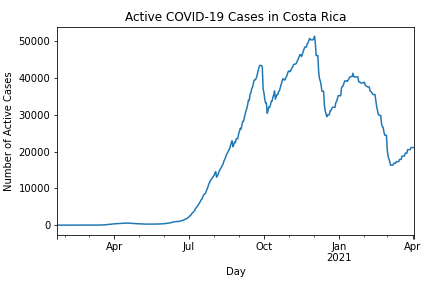 Active COVID-19 Cases in Costa Rica
50000
40000
30000
20000
10000
0
Number of Active Cases
Apr
Jul
Oct
Jan
2021
Apr
Day